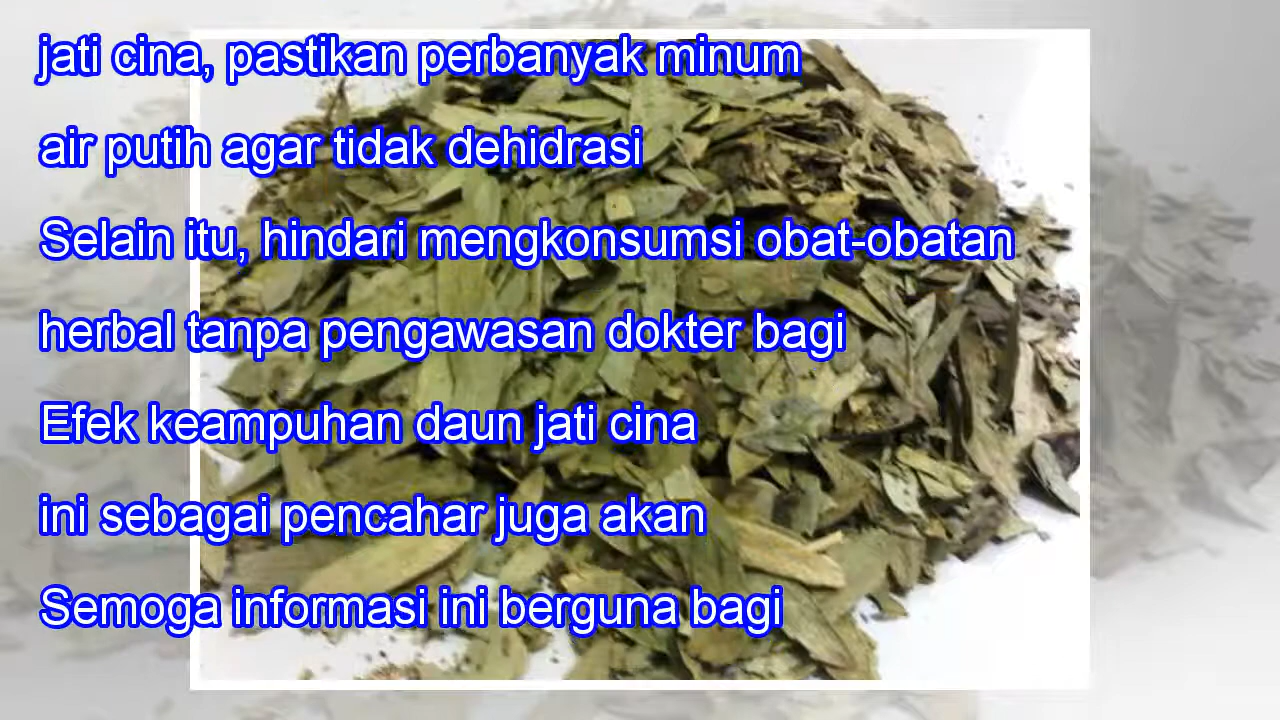 jati cina, pastikan perbanyak minum
air putih agar tidak dehidrasi
Selain itu, hindari mengkonsumsi obat-obatan
herbal tanpa pengawasan dokter bagi
Efek keampuhan daun jati cina
ini sebagai pencahar juga akan
Semoga informasi ini berguna bagi